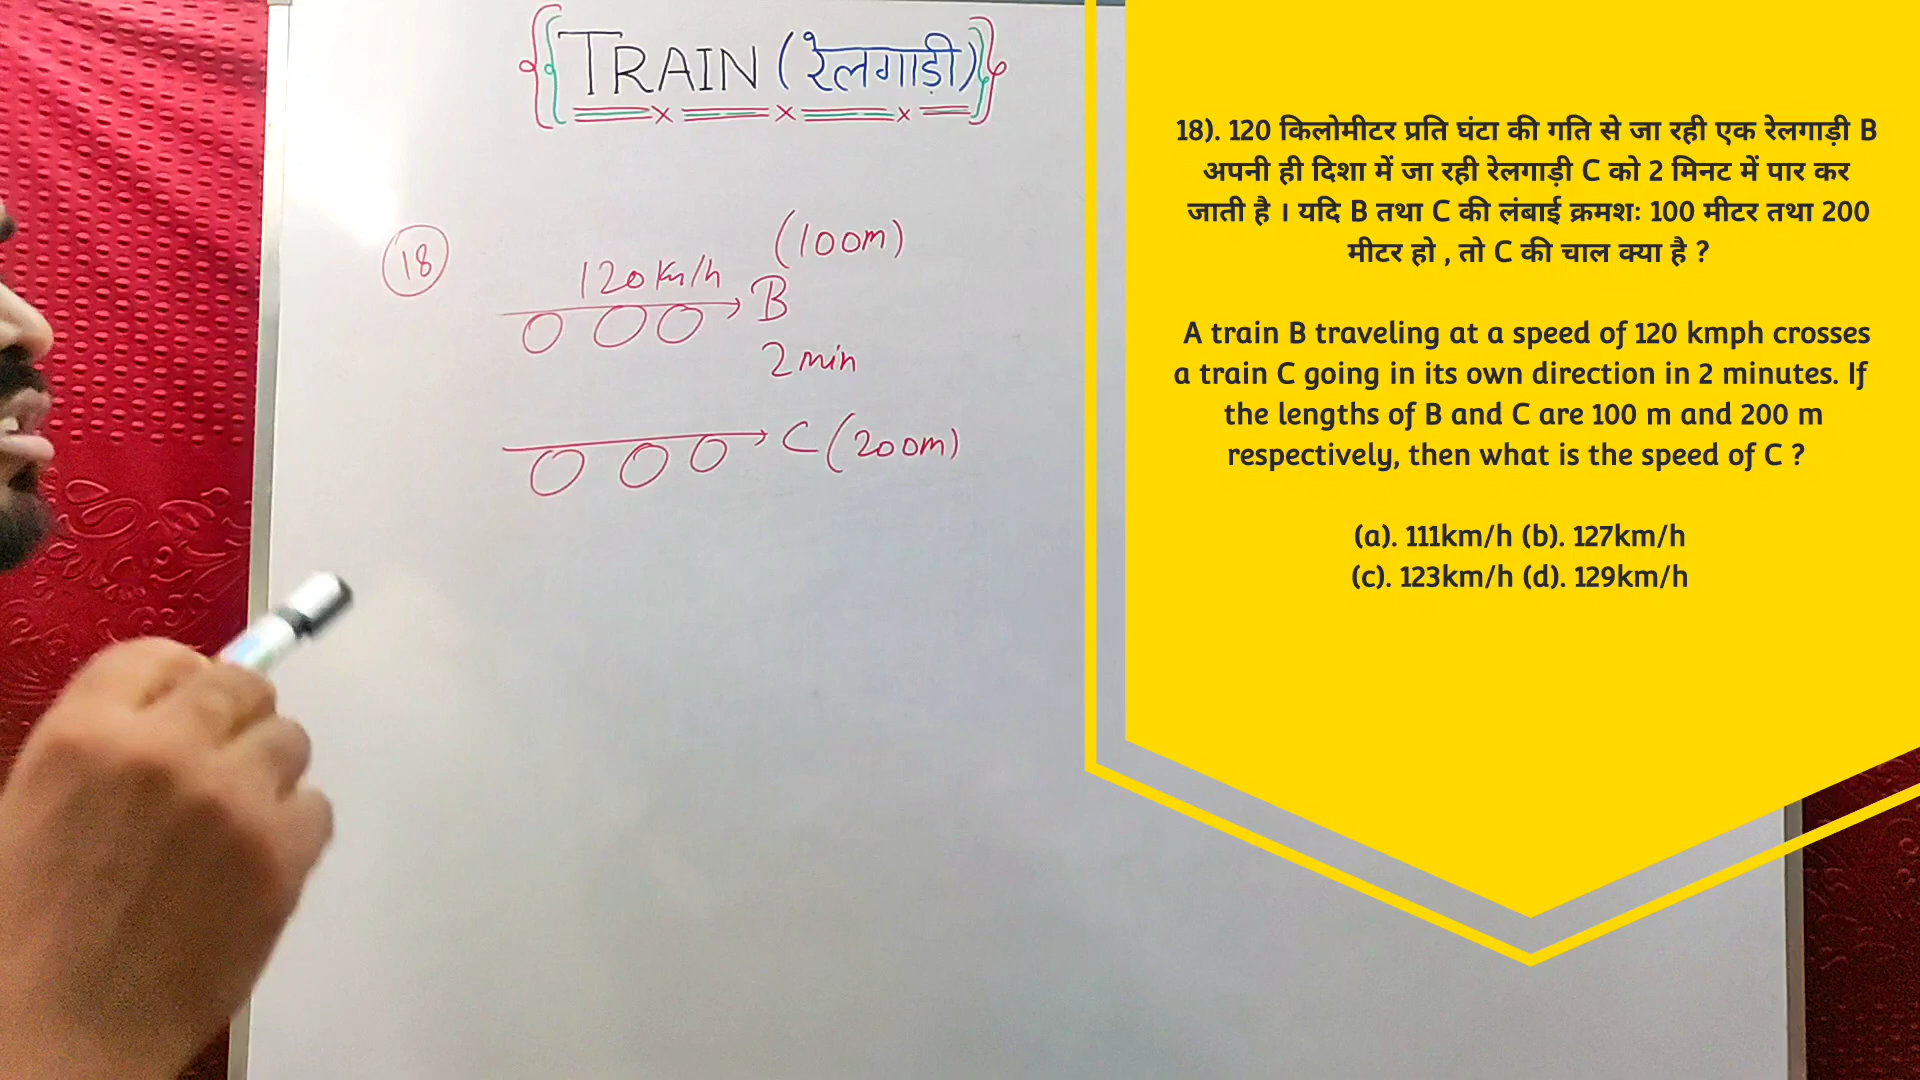 {{TRAIN (रेलगाड़ी)}}
18
120 Km/h
(100m)
B
2 min
C (200m)
18). 120 किलोमीटर प्रति घंटा की गति से जा रही एक रेलगाड़ी B
अपनी ही दिशा में जा रही रेलगाड़ी C को 2 मिनट में पार कर
जाती है । यदि B तथा C की लंबाई क्रमशः 100 मीटर तथा 200
मीटर हो , तो C की चाल क्या है ?
A train B traveling at a speed of 120 kmph crosses
a train C going in its own direction in 2 minutes. If
the lengths of B and C are 100 m and 200 m
respectively, then what is the speed of C ?
(a). 111km/h (b). 127km/h
(c). 123km/h (d). 129km/h